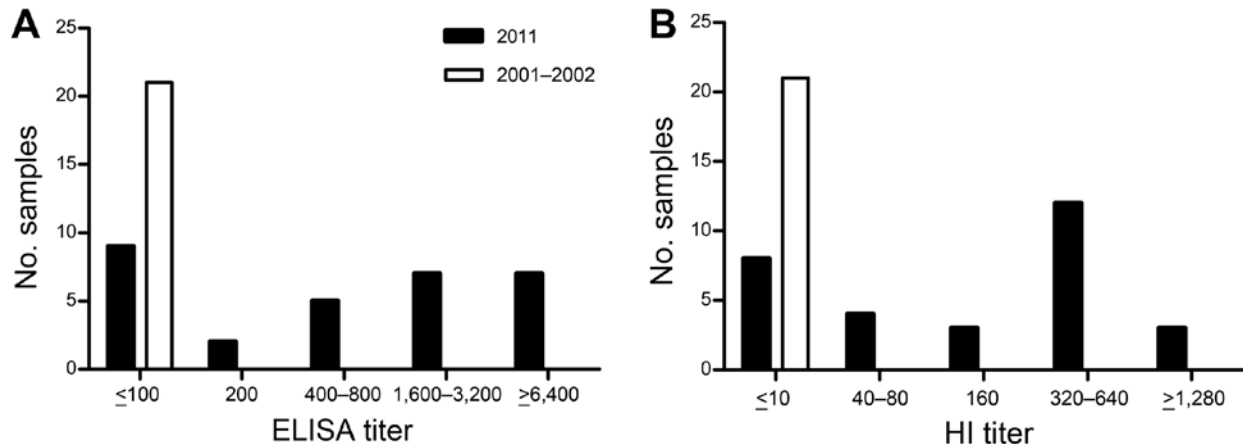 A
25
20
15
10
5
0
No. samples
2011
2001–2002
≤100 200 400–800 1,600–3,200 ≥6,400
ELISA titer
B
25
20
15
10
5
0
No. samples
≤10 40–80 160 320–640 ≥1,280
HI titer